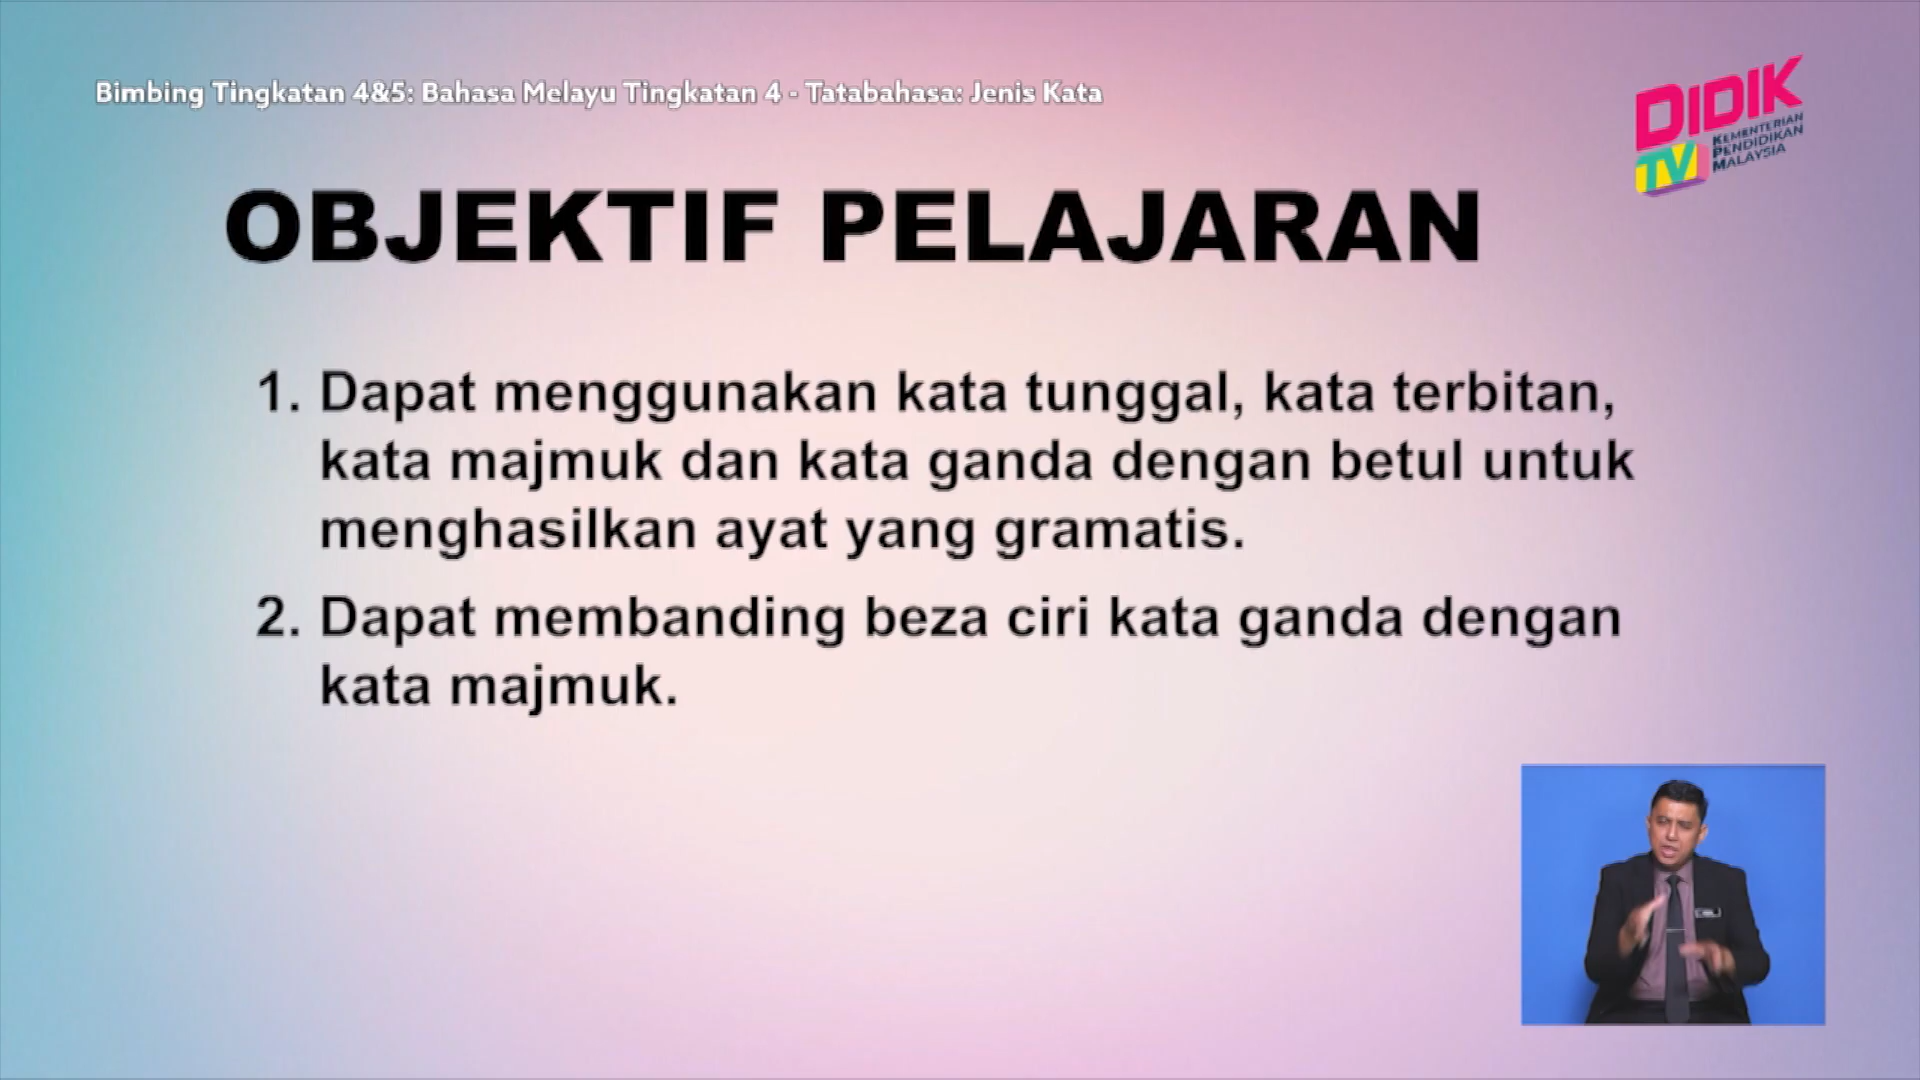 Bimbing Tingkatan 4&5: Bahasa Melayu Tingkatan 4 - Tatabahasa: Jenis Kata
DIDIK
TV
KEMENTERIAN
PENDIDIKAN
MALAYSIA
OBJEKTIF PELAJARAN
1. Dapat menggunakan kata tunggal, kata terbitan,
kata majmuk dan kata ganda dengan betul untuk
menghasilkan ayat yang gramatis.
2. Dapat membanding beza ciri kata ganda dengan
kata majmuk.